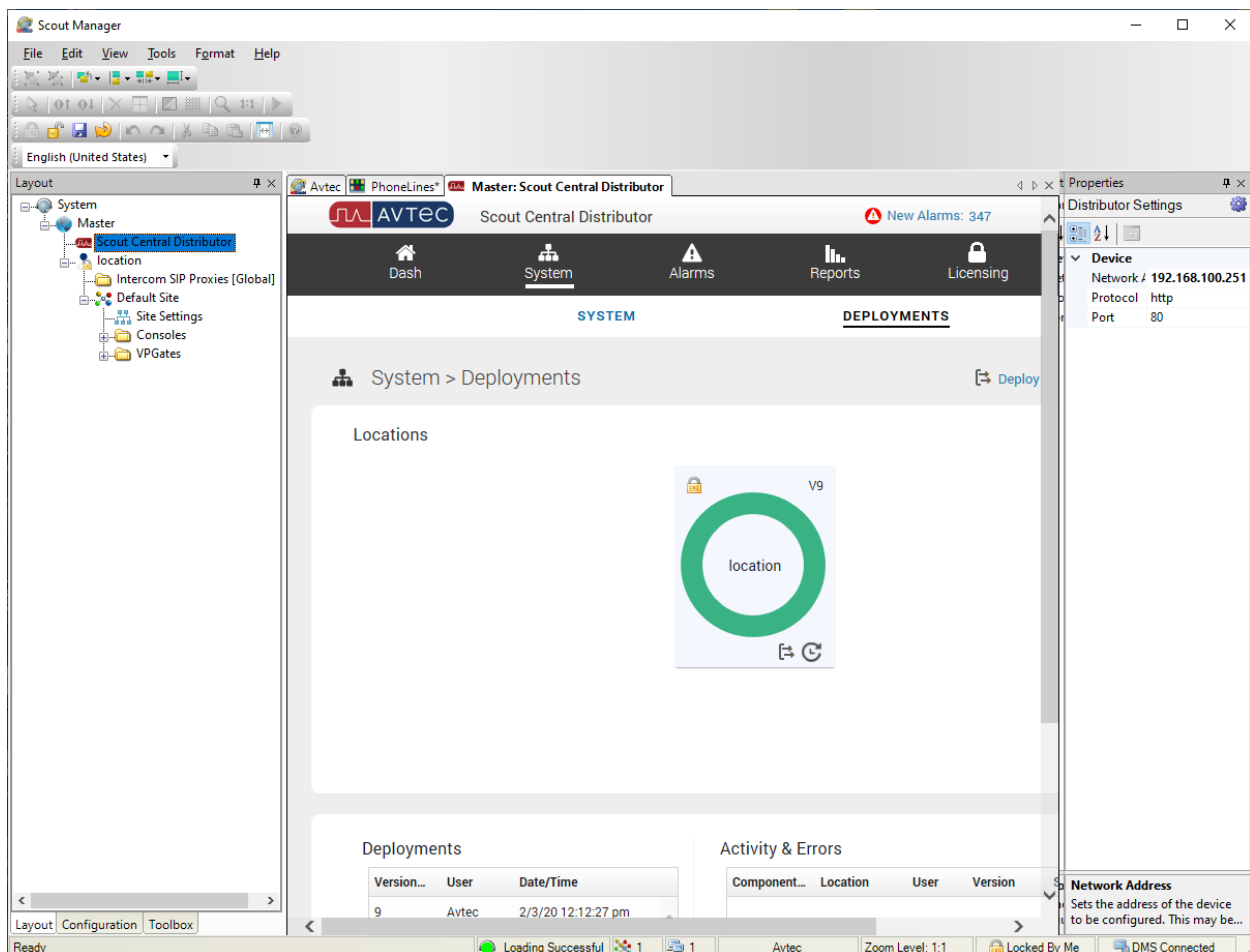 Scout Manager
File Edit View Tools Format Help
1:1
English (United States)
Layout
System
Master
Scout Central Distributor
location
Intercom SIP Proxies [Global]
Default Site
Site Settings
Consoles
VPGates
Layout Configuration Toolbox
Avtec PhoneLines* Master: Scout Central Distributor
AVTEC Scout Central Distributor New Alarms: 347
Dash System Alarms Reports Licensing
SYSTEM DEPLOYMENTS
System > Deployments Deploy
Locations
V9
location
Deployments
Version... User Date/Time
9 Avtec 2/3/20 12:12:27 pm
Activity & Errors
Component... Location User Version
Properties
Distributor Settings
Device
Network A 192.168.100.251
Protocol http
Port 80
Network Address
Sets the address of the device
to be configured. This may be...
Ready Loading Successful 1 1 Avtec Zoom Level: 1:1 Locked By Me DMS Connected